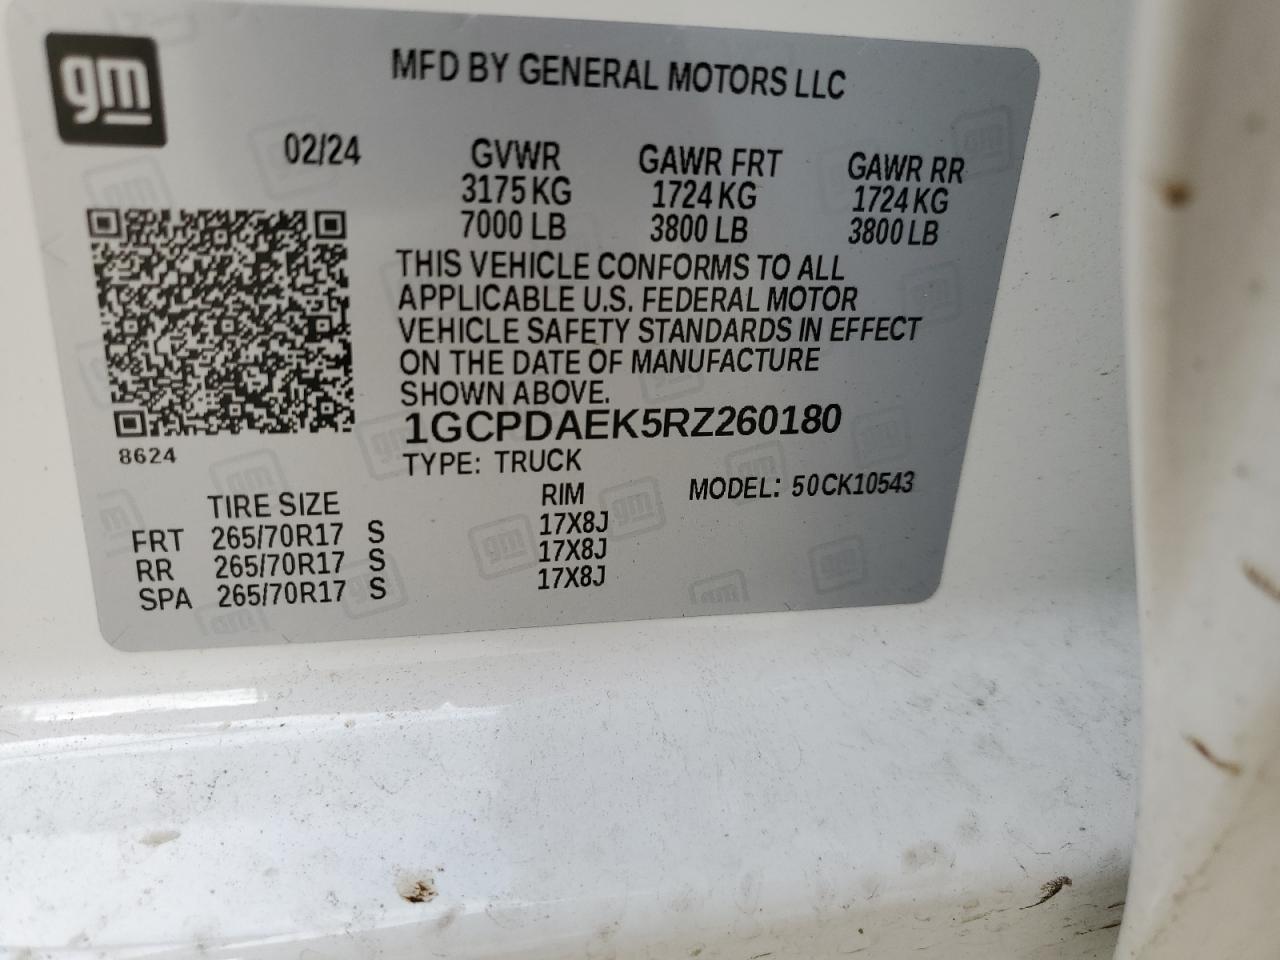 gm
MFD BY GENERAL MOTORS LLC
02/24 GVWR GAWR FRT GAWR RR
3175 KG 1724 KG 1724 KG
7000 LB 3800 LB 3800 LB
THIS VEHICLE CONFORMS TO ALL
APPLICABLE U.S. FEDERAL MOTOR
VEHICLE SAFETY STANDARDS IN EFFECT
ON THE DATE OF MANUFACTURE
SHOWN ABOVE.
1GCPDAEK5RZ260180
8624
TYPE: TRUCK
MODEL: 50CK10543
TIRE SIZE RIM
FRT 265/70R17 S 17X8J
RR 265/70R17 S 17X8J
SPA 265/70R17 S 17X8J